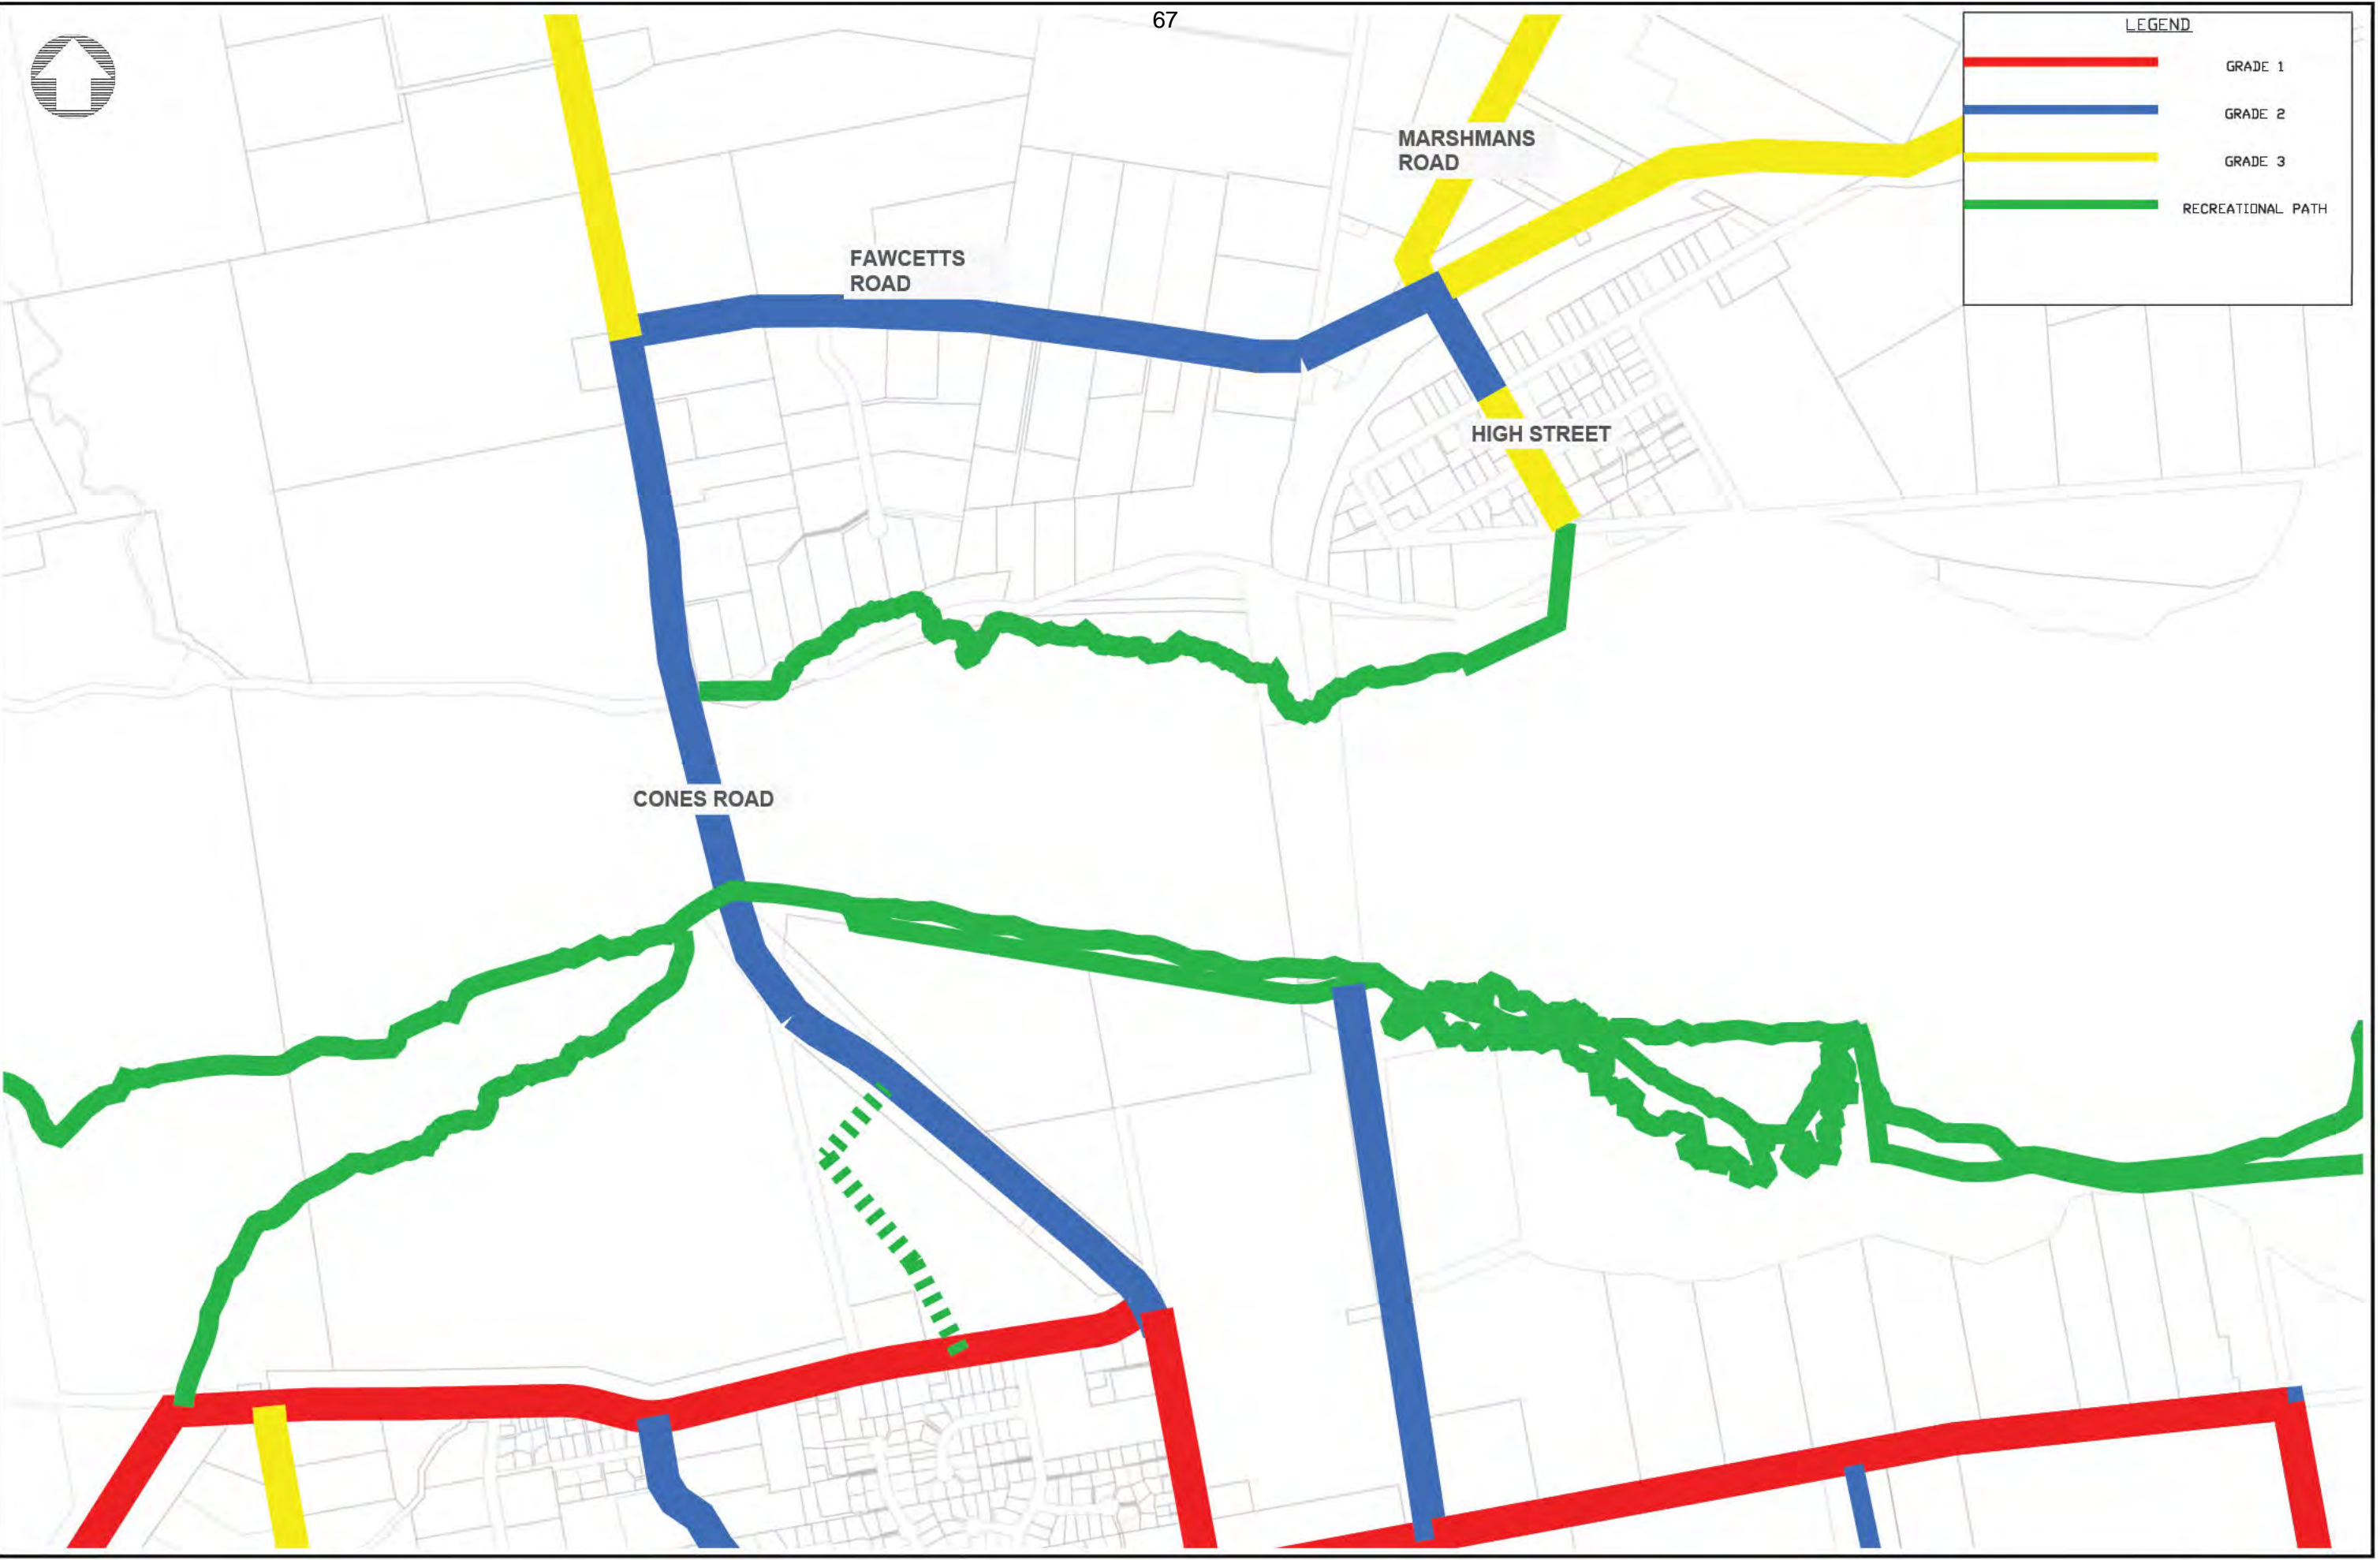 67
LEGEND
GRADE 1
GRADE 2
GRADE 3
RECREATIONAL PATH
MARSHMANS
ROAD
FAWCETTS
ROAD
HIGH STREET
CONES ROAD